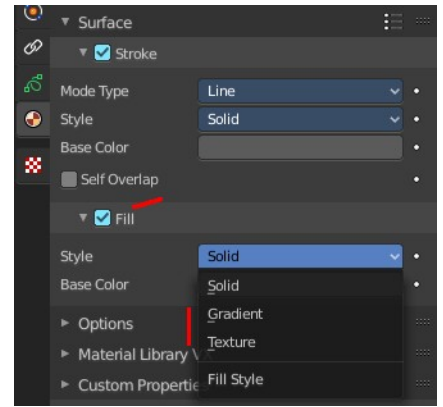 Surface
Stroke
Mode Type Line
Style Solid
Base Color
Self Overlap
Fill
Style Solid
Base Color Solid
Gradient
Options
Texture
Material Library V
Custom Propertie Fill Style